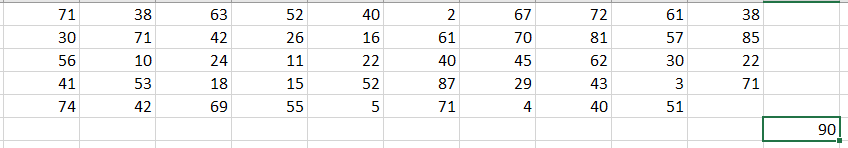 71 38 63 52 40 2 67 72 61 38
30 71 42 26 16 61 70 81 57 85
56 10 24 11 22 40 45 62 30 22
41 53 18 15 52 87 29 43 3 71
74 42 69 55 5 71 4 40 51
90